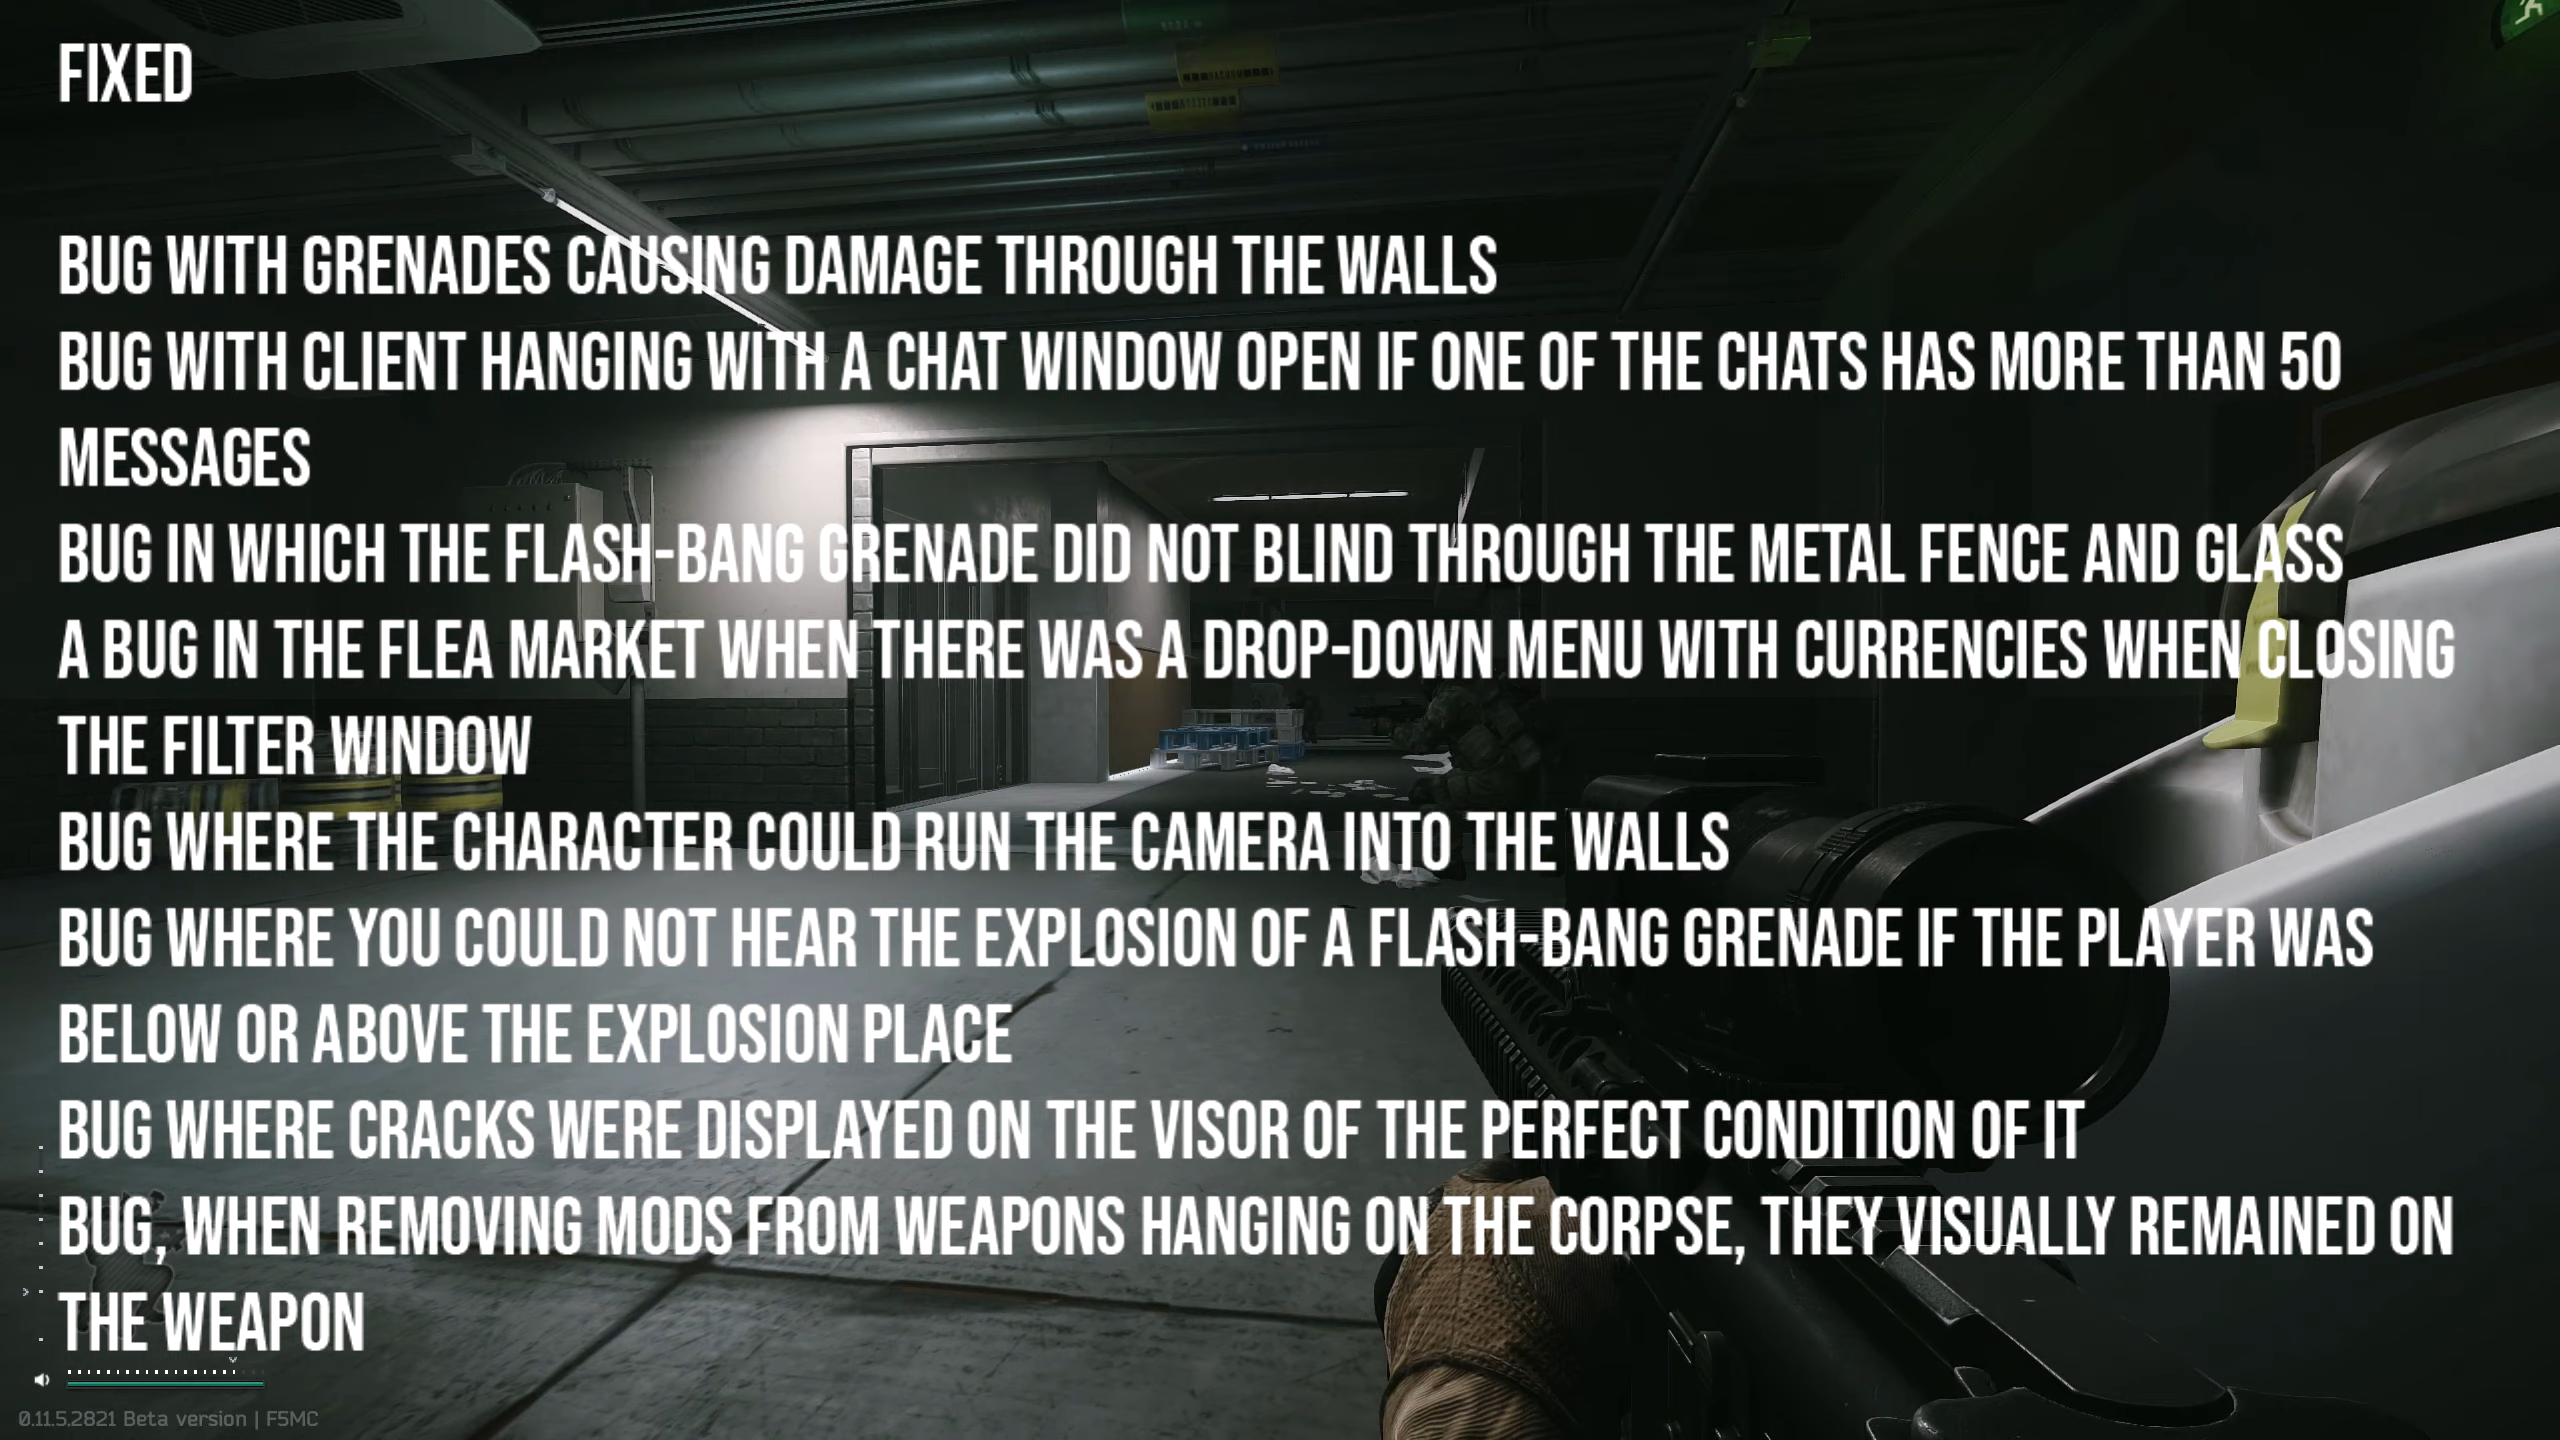 FIXED
BUG WITH GRENADES CAUSING DAMAGE THROUGH THE WALLS
BUG WITH CLIENT HANGING WITH A CHAT WINDOW OPEN IF ONE OF THE CHATS HAS MORE THAN 50
MESSAGES
BUG IN WHICH THE FLASH-BANG GRENADE DID NOT BLIND THROUGH THE METAL FENCE AND GLASS
A BUG IN THE FLEA MARKET WHEN THERE WAS A DROP-DOWN MENU WITH CURRENCIES WHEN CLOSING
THE FILTER WINDOW
BUG WHERE THE CHARACTER COULD RUN THE CAMERA INTO THE WALLS
BUG WHERE YOU COULD NOT HEAR THE EXPLOSION OF A FLASH-BANG GRENADE IF THE PLAYER WAS
BELOW OR ABOVE THE EXPLOSION PLACE
BUG WHERE CRACKS WERE DISPLAYED ON THE VISOR OF THE PERFECT CONDITION OF IT
BUG, WHEN REMOVING MODS FROM WEAPONS HANGING ON THE CORPSE, THEY VISUALLY REMAINED ON
THE WEAPON
0.11.5.2821 Beta version | F5MC